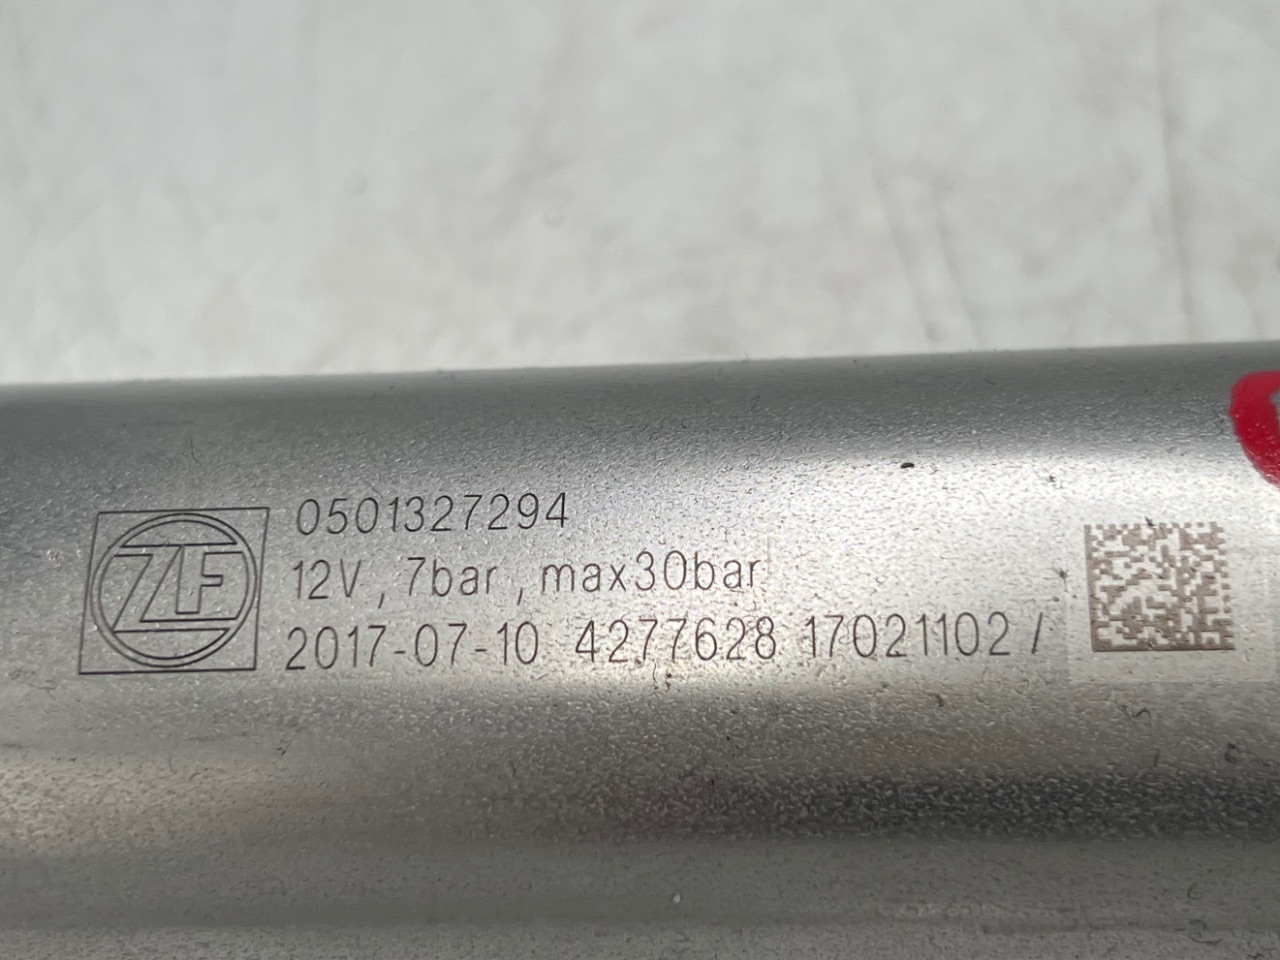 ZF
0501327294
12V, 7bar, max30bar
2017-07-10 4277628 17021102 /